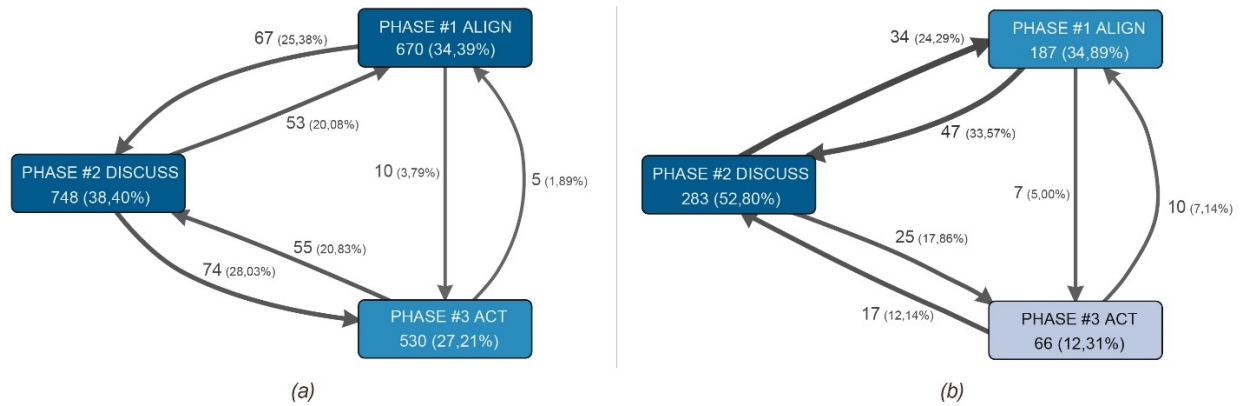 PHASE #1 ALIGN
670 (34,39%)
67 (25,38%)
53 (20,08%)
PHASE #2 DISCUSS
748 (38,40%)
10 (3,79%)
5 (1,89%)
55 (20,83%)
74 (28,03%)
PHASE #3 ACT
530 (27,21%)
(a)
PHASE #1 ALIGN
187 (34,89%)
34 (24,29%)
47 (33,57%)
PHASE #2 DISCUSS
283 (52,80%)
7 (5,00%)
10 (7,14%)
25 (17,86%)
17 (12,14%)
PHASE #3 ACT
66 (12,31%)
(b)